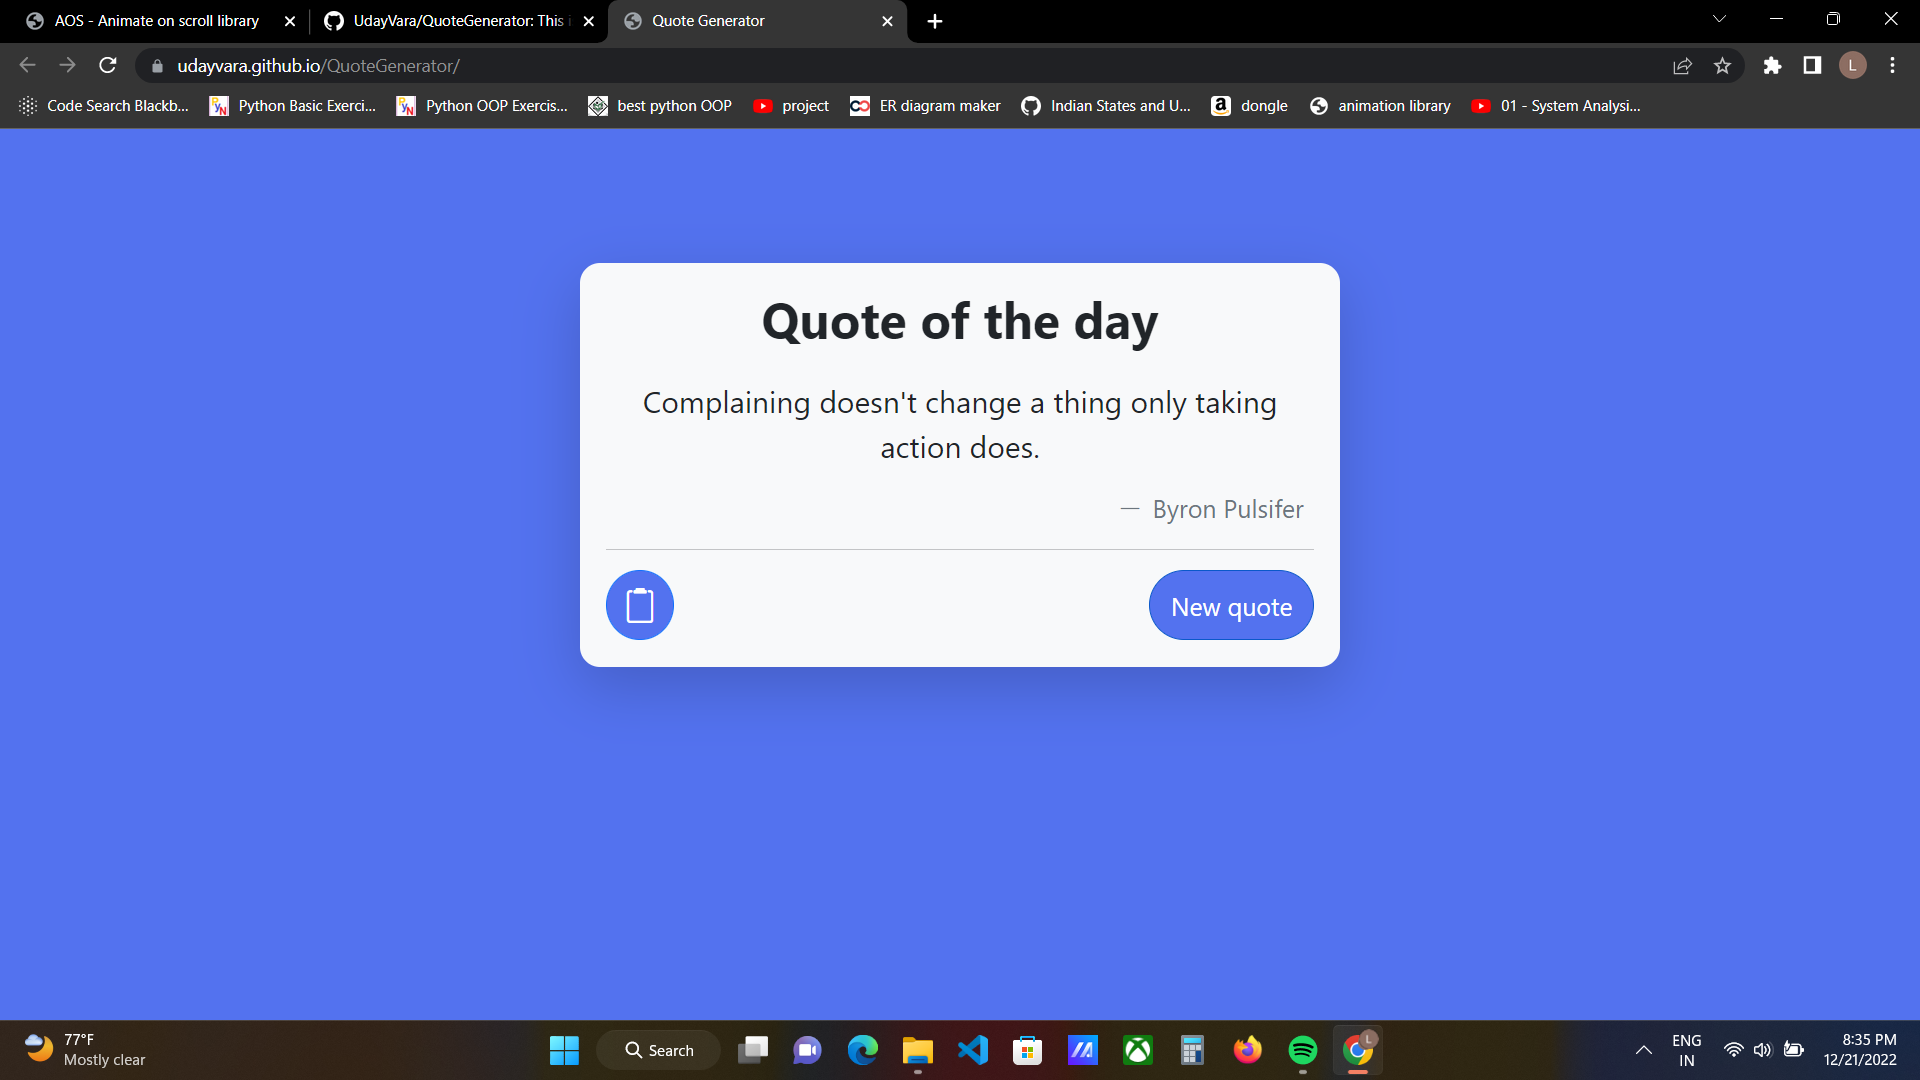 AOS - Animate on scroll library
UdayVara/QuoteGenerator: This i
Quote Generator
udayvara.github.io/QuoteGenerator/
L
Code Search Blackb...
Python Basic Exerci...
Python OOP Exercis...
best python OOP
project
ER diagram maker
Indian States and U...
dongle
animation library
01 - System Analysi...
Quote of the day
Complaining doesn't change a thing only taking
action does.
— Byron Pulsifer
New quote
77°F
Mostly clear
Search
L
ENG
IN
8:35 PM
12/21/2022